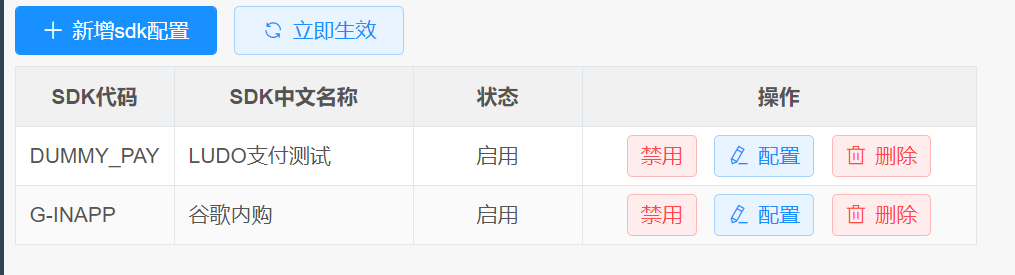 新增sdk配置 立即生效
SDK代码 SDK中文名称 状态 操作
DUMMY_PAY LUDO支付测试 启用 禁用 配置 删除
G-INAPP 谷歌内购 启用 禁用 配置 删除